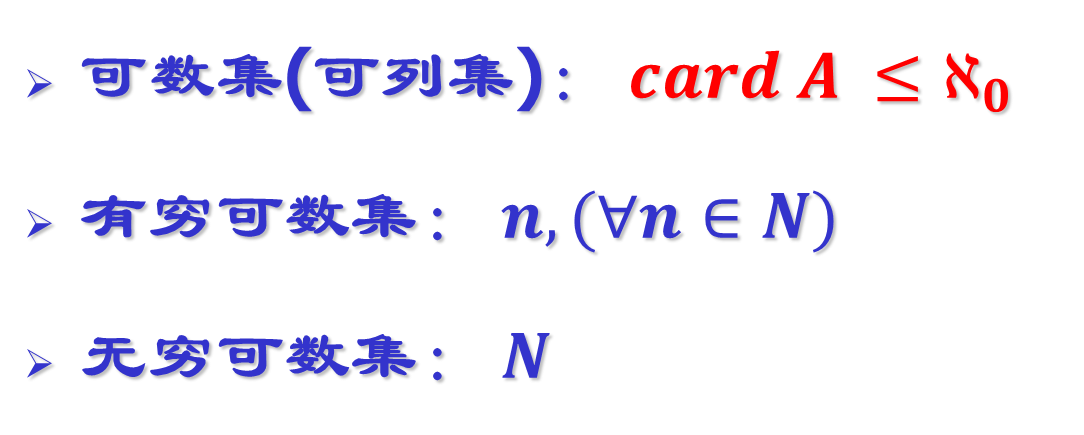 ➢ 可数集(可列集)： card A ≤ ℵ₀
➢ 有穷可数集： n,(∀n ∈ N)
➢ 无穷可数集： N